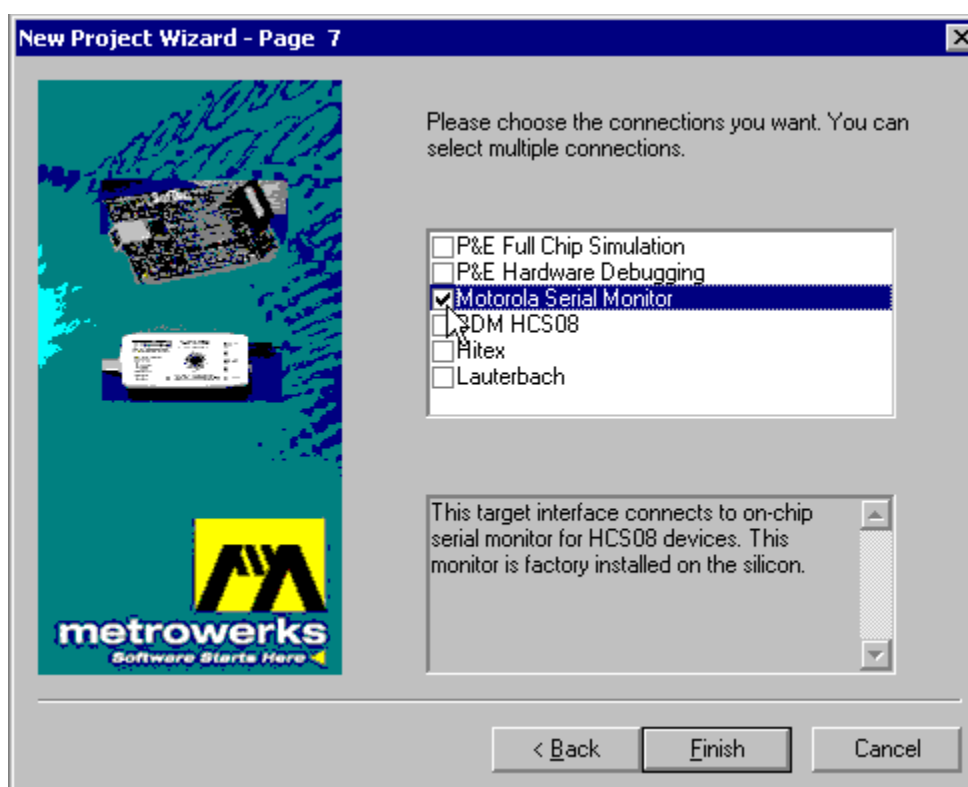 New Project Wizard - Page 7
Please choose the connections you want. You can
select multiple connections.
P&E Full Chip Simulation
P&E Hardware Debugging
Motorola Serial Monitor
BDM HCS08
Hitex
Lauterbach
This target interface connects to on-chip
serial monitor for HCS08 devices. This
monitor is factory installed on the silicon.
metrowerks
Software Starts Here
< Back
Finish
Cancel